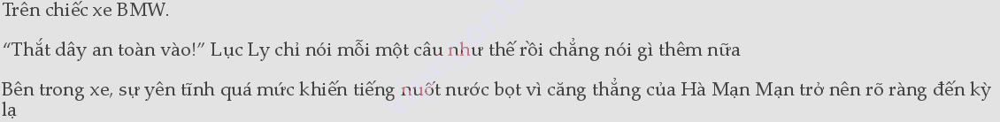 Trên chiếc xe BMW.
“Thắt dây an toàn vào!” Lục Ly chỉ nói mỗi một câu như thế rồi chẳng nói gì thêm nữa
Bên trong xe, sự yên tĩnh quá mức khiến tiếng nuốt nước bọt vì căng thẳng của Hà Mạn Mạn trở nên rõ ràng đến kỳ
lạ